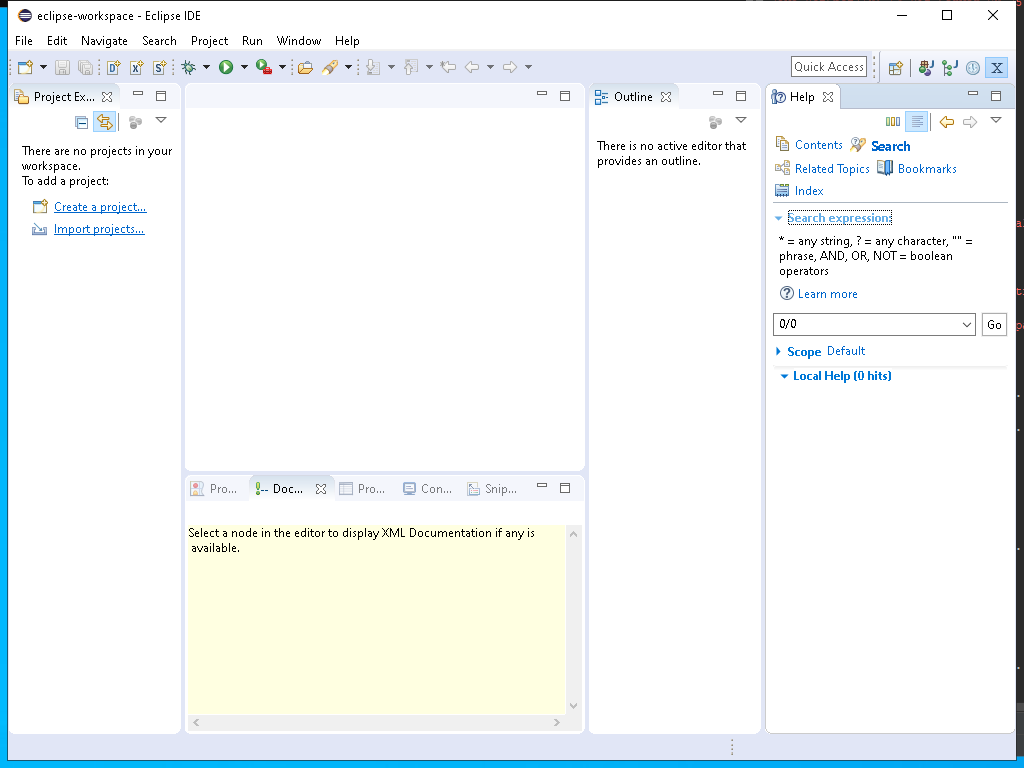 eclipse-workspace - Eclipse IDE
File Edit Navigate Search Project Run Window Help
Quick Access
Project Ex...
There are no projects in your
workspace.
To add a project:
Create a project...
Import projects...
Outline
There is no active editor that
provides an outline.
Help
Contents Search
Related Topics Bookmarks
Index
Search expression:
* = any string, ? = any character, "" =
phrase, AND, OR, NOT = boolean
operators
Learn more
0/0 Go
Scope Default
Local Help (0 hits)
Pro... Doc... Pro... Con... Snip...
Select a node in the editor to display XML Documentation if any is
available.